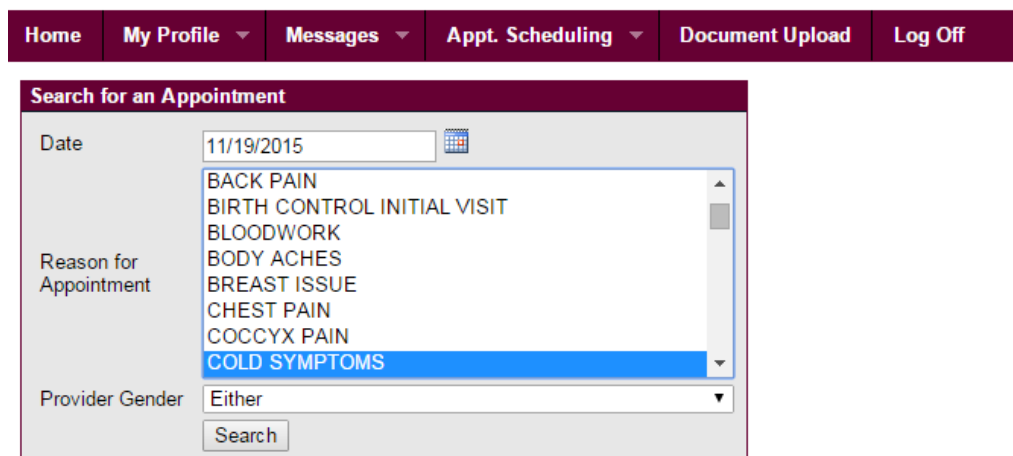 Home My Profile Messages Appt. Scheduling Document Upload Log Off
Search for an Appointment
Date 11/19/2015
BACK PAIN
BIRTH CONTROL INITIAL VISIT
BLOODWORK
BODY ACHES
BREAST ISSUE
CHEST PAIN
COCCYX PAIN
COLD SYMPTOMS
Reason for
Appointment
Provider Gender Either
Search